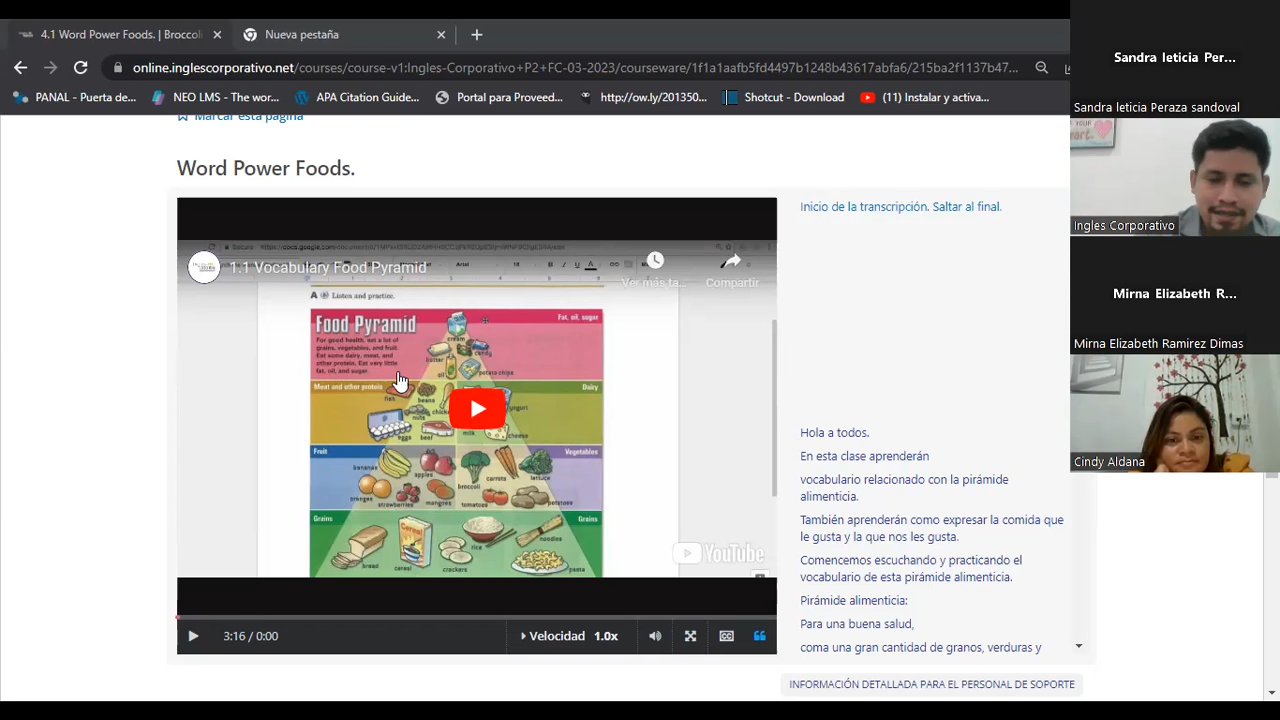 4.1 Word Power Foods. | Broccoli
Nueva pestaña
online.inglescorporativo.net/courses/course-v1:Ingles-Corporativo+P2+FC-03-2023/courseware/1f1a1aafb5fd4497b1248b43617abfa6/215ba2f1137b47...
PANAL - Puerta de...
NEO LMS - The wor...
APA Citation Guide...
Portal para Proveed...
http://ow.ly/201350...
Shotcut - Download
(11) Instalar y activa...
Marcar esta página
Word Power Foods.
1.1 Vocabulary Food Pyramid
Ver más ta...
Compartir
A Listen and practice.
Food Pyramid
For good health, eat a lot of
grains, vegetables, and fruit.
Eat some dairy, meat, and
other protein. Eat very little
fat, oil, and sugar.
Fat, oil, sugar
cream
butter
candy
oil
potato chips
Meat and other protein
Dairy
fish
beans
nuts
eggs
beef
milk
cheese
yogurt
Fruit
Vegetables
bananas
apples
oranges
strawberries
mangoes
broccoli
carrots
lettuce
tomatoes
potatoes
Grains
Grains
bread
cereal
crackers
rice
noodles
pasta
YouTube
3:16 / 0:00
Velocidad 1.0x
Inicio de la transcripción. Saltar al final.
Hola a todos.
En esta clase aprenderán
vocabulario relacionado con la pirámide
alimenticia.
También aprenderán como expresar la comida que
le gusta y la que nos les gusta.
Comencemos escuchando y practicando el
vocabulario de esta pirámide alimenticia.
Pirámide alimenticia:
Para una buena salud,
coma una gran cantidad de granos, verduras y
INFORMACIÓN DETALLADA PARA EL PERSONAL DE SOPORTE
Sandra leticia Per...
Sandra leticia Peraza sandoval
Ingles Corporativo
Mirna Elizabeth R...
Mirna Elizabeth Ramirez Dimas
Cindy Aldana